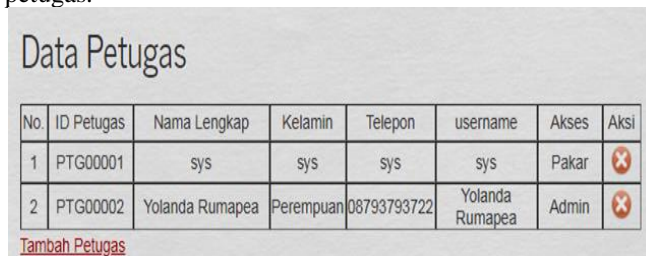 petugas.
Data Petugas
No. ID Petugas Nama Lengkap Kelamin Telepon username Akses Aksi
1 PTG00001 sys sys sys sys Pakar
2 PTG00002 Yolanda Rumapea Perempuan 08793793722 Yolanda Rumapea Admin
Tambah Petugas